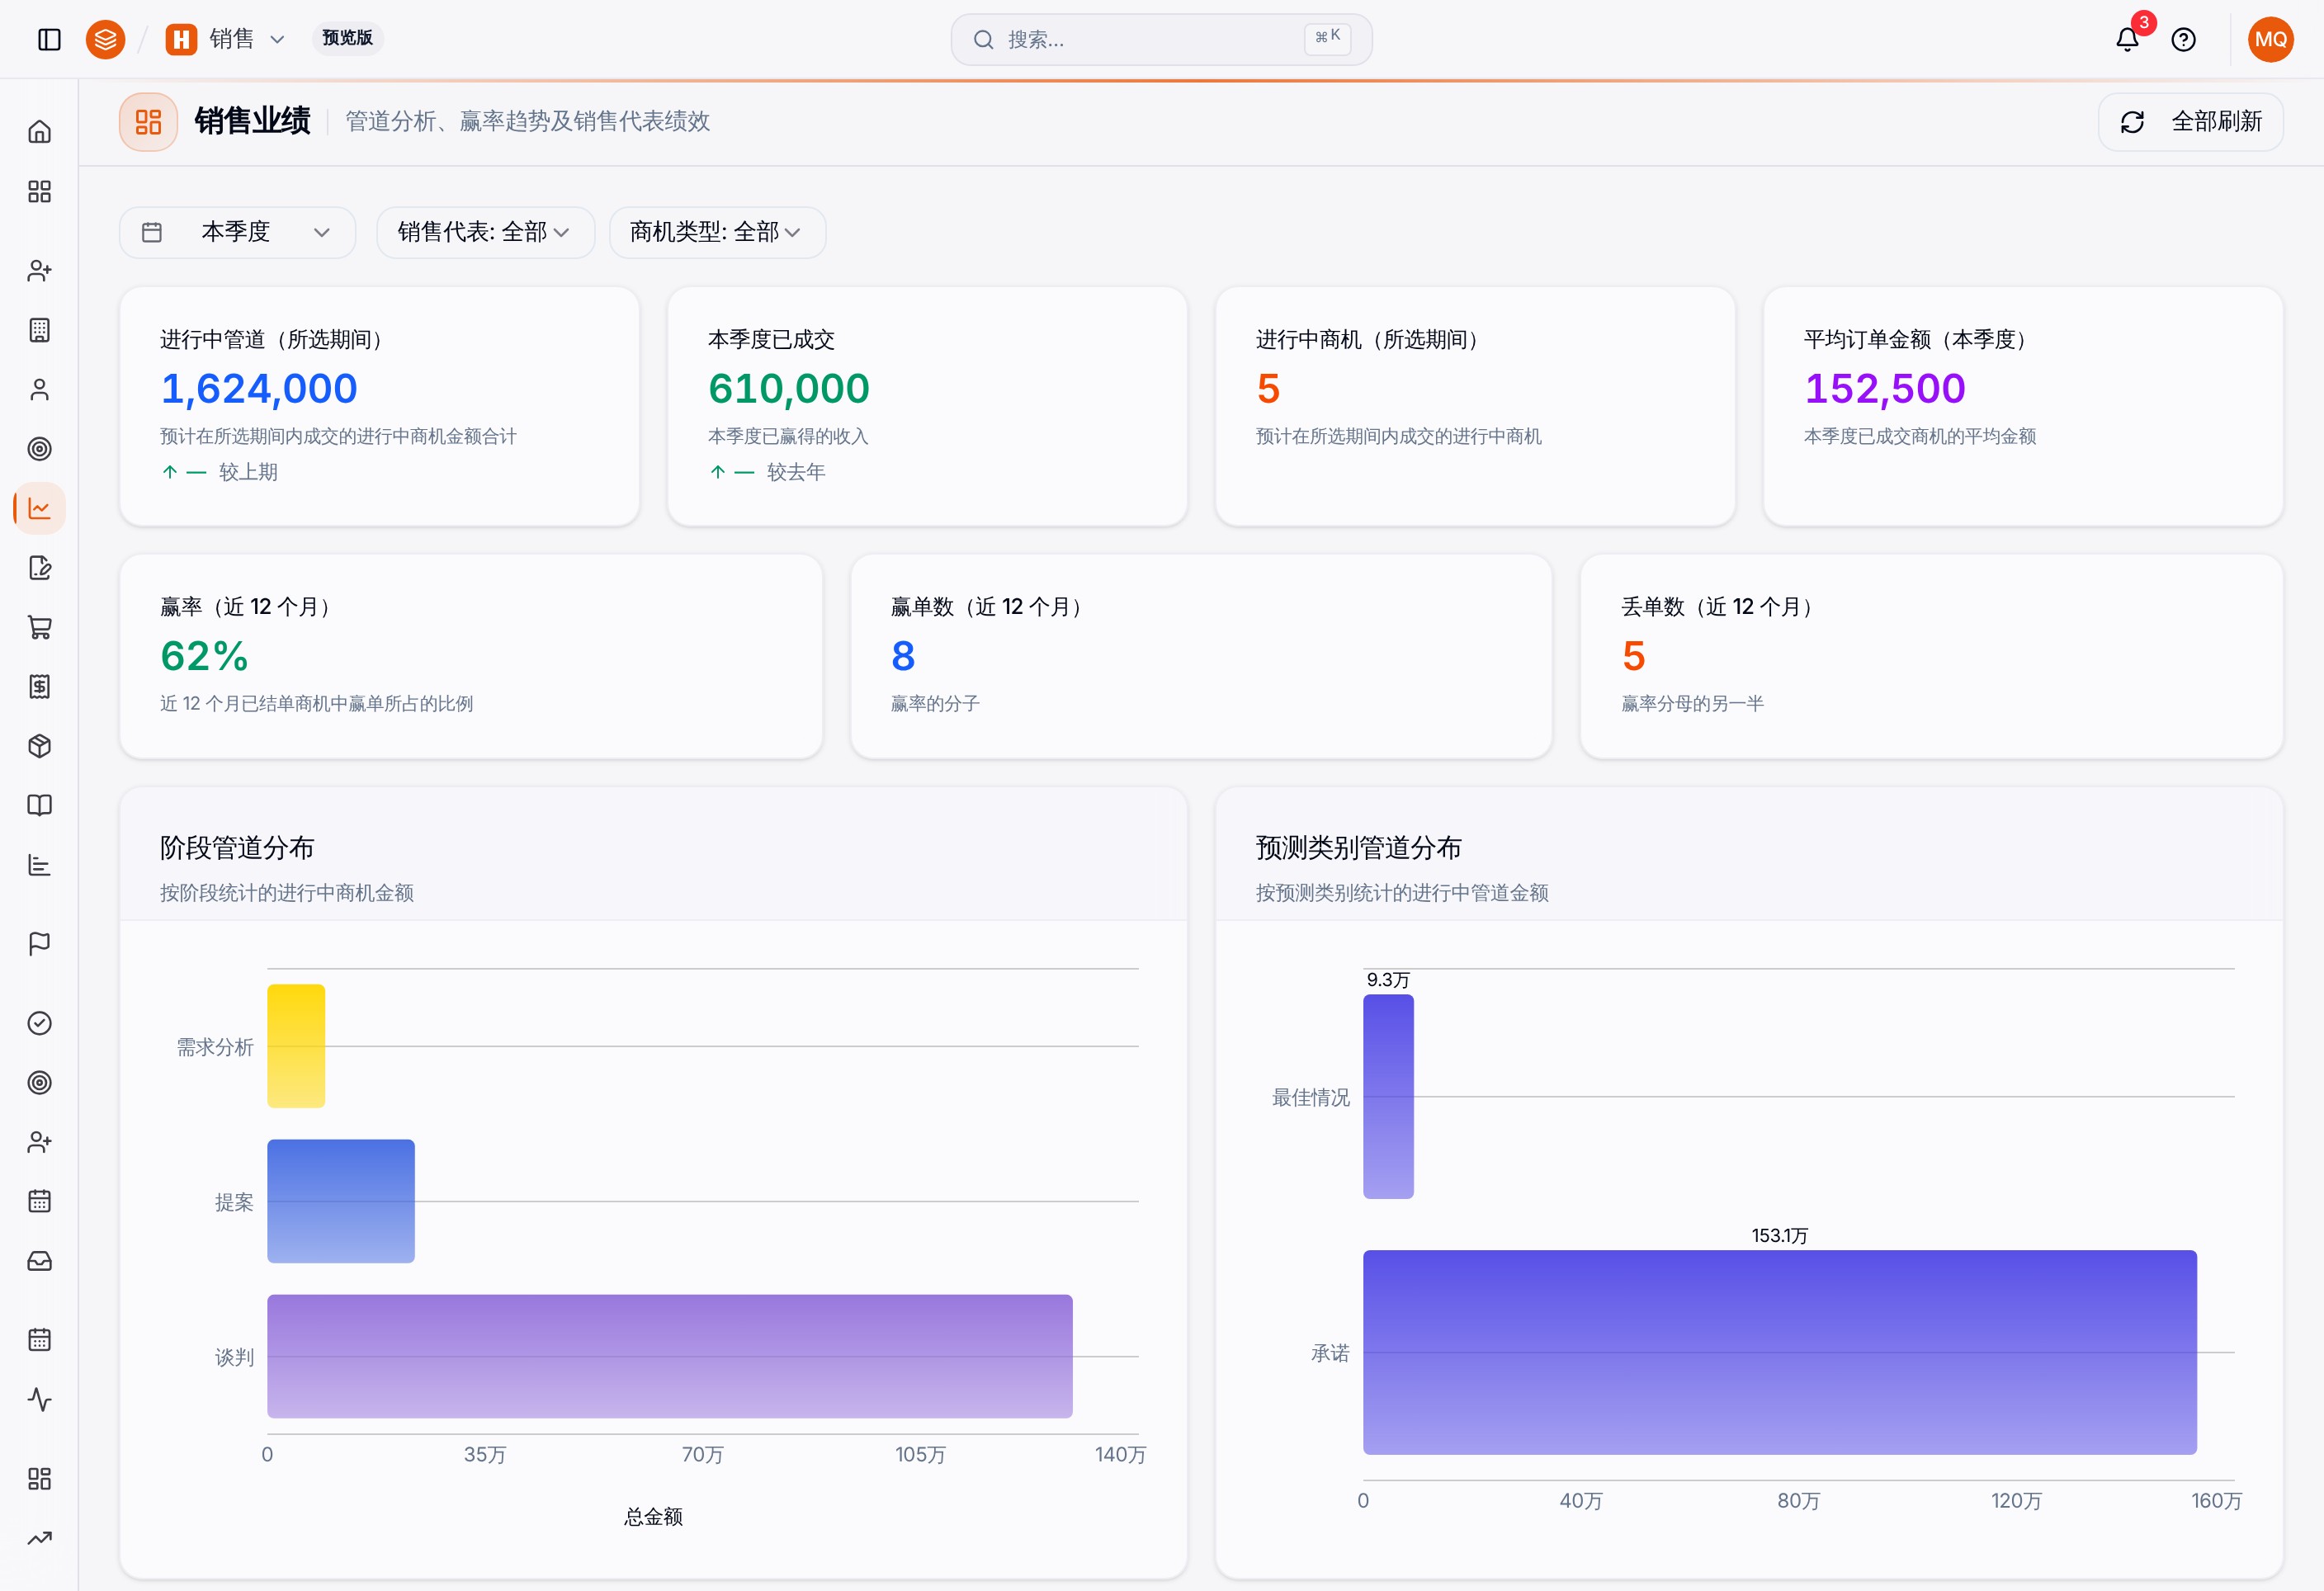 销售
预览版
搜索...
⌘K
3
MQ
销售业绩
管道分析、赢率趋势及销售代表绩效
全部刷新
本季度
销售代表: 全部
商机类型: 全部
进行中管道（所选期间）
1,624,000
预计在所选期间内成交的进行中商机金额合计
↑ — 较上期
本季度已成交
610,000
本季度已赢得的收入
↑ — 较去年
进行中商机（所选期间）
5
预计在所选期间内成交的进行中商机
平均订单金额（本季度）
152,500
本季度已成交商机的平均金额
赢率（近 12 个月）
62%
近 12 个月已结单商机中赢单所占的比例
赢单数（近 12 个月）
8
赢率的分子
丢单数（近 12 个月）
5
赢率分母的另一半
阶段管道分布
按阶段统计的进行中商机金额
需求分析
提案
谈判
0 35万 70万 105万 140万
总金额
预测类别管道分布
按预测类别统计的进行中管道金额
9.3万
最佳情况
153.1万
承诺
0 40万 80万 120万 160万